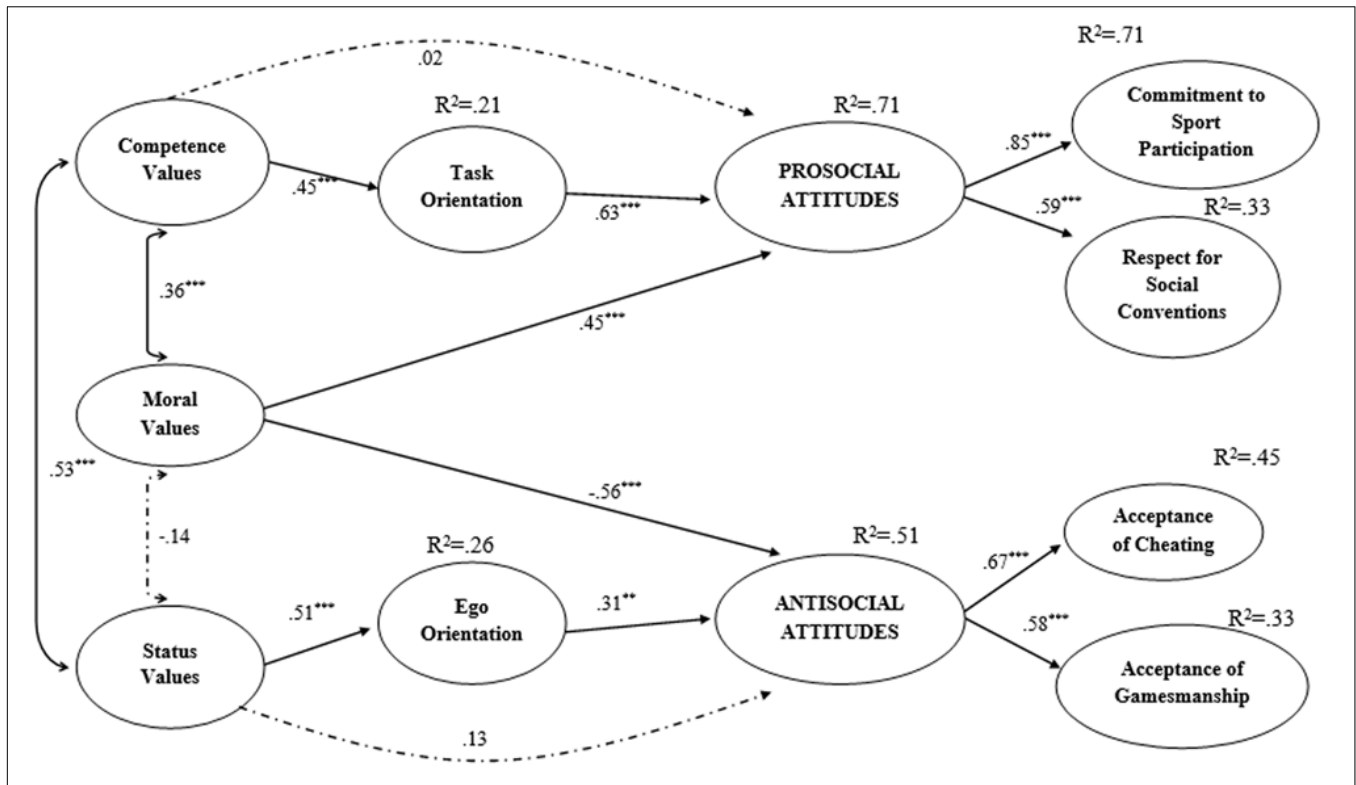 R²=.71
.02
R²=.21
R²=.71
Commitment to
Sport
Participation
Competence
Values
Task
Orientation
PROSOCIAL
ATTITUDES
.85***
.45***
.63***
.59***
R²=.33
Respect for
Social
Conventions
.36***
.45***
Moral
Values
.53***
-.56***
R²=.45
Acceptance
of Cheating
-.14
R²=.26
R²=.51
.67***
Ego
Orientation
.51***
.31**
ANTISOCIAL
ATTITUDES
.58***
R²=.33
Status
Values
Acceptance of
Gamesmanship
.13